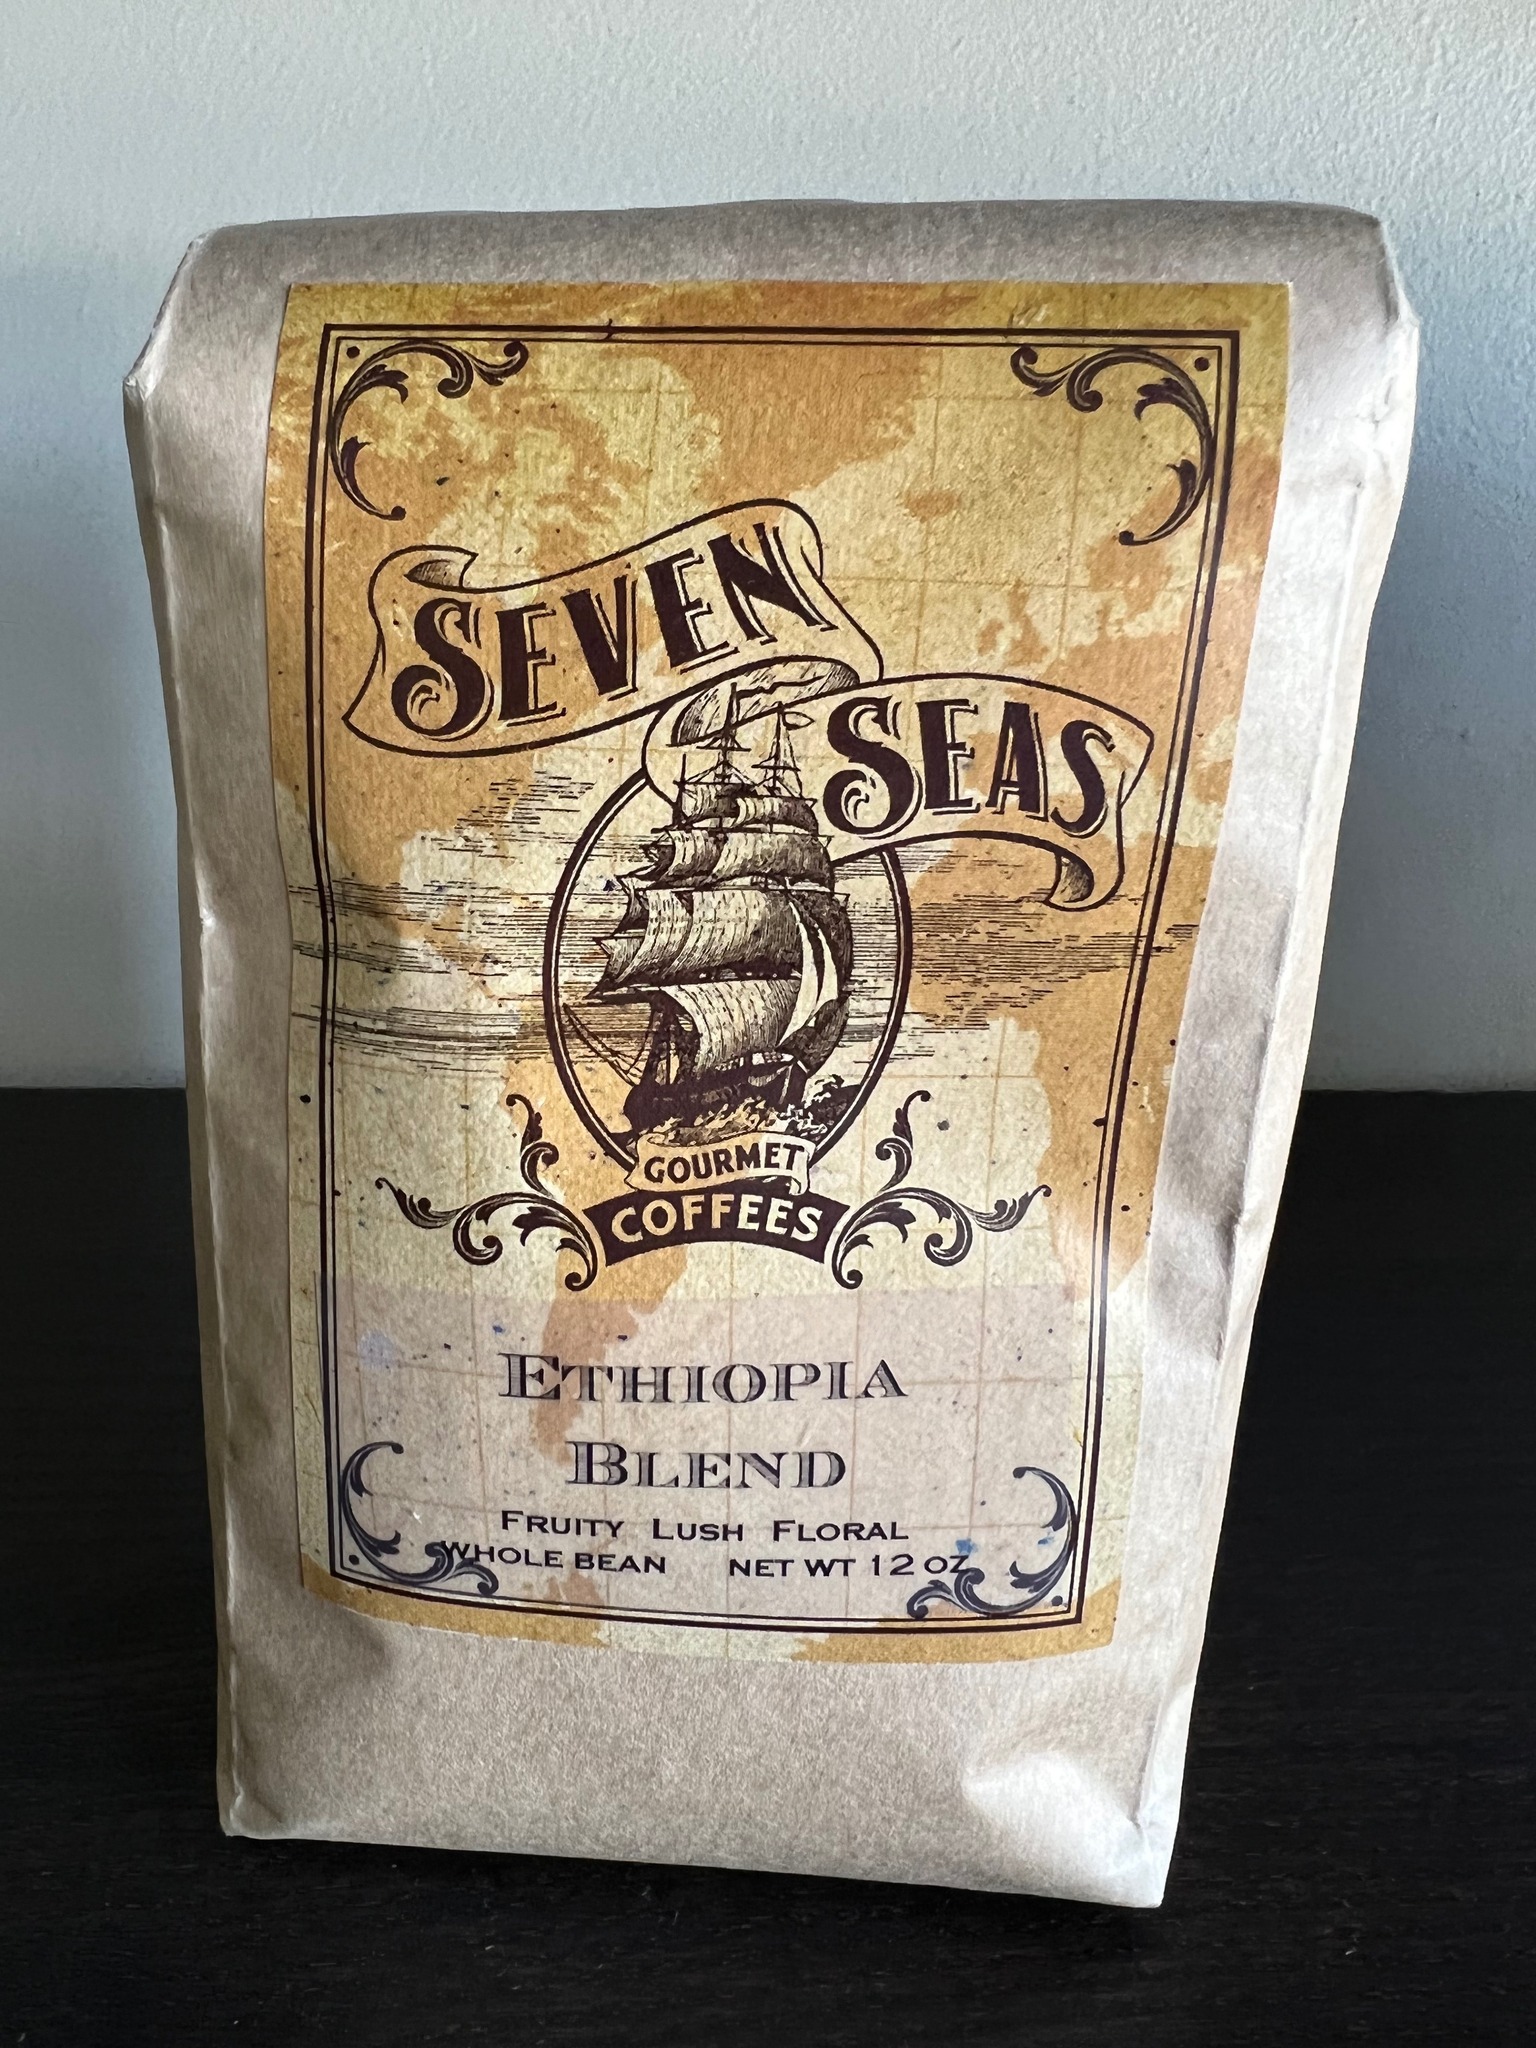 SEVEN
SEAS
GOURMET
COFFEES
ETHIOPIA
BLEND
FRUITY LUSH FLORAL
WHOLE BEAN NET WT 12 OZ